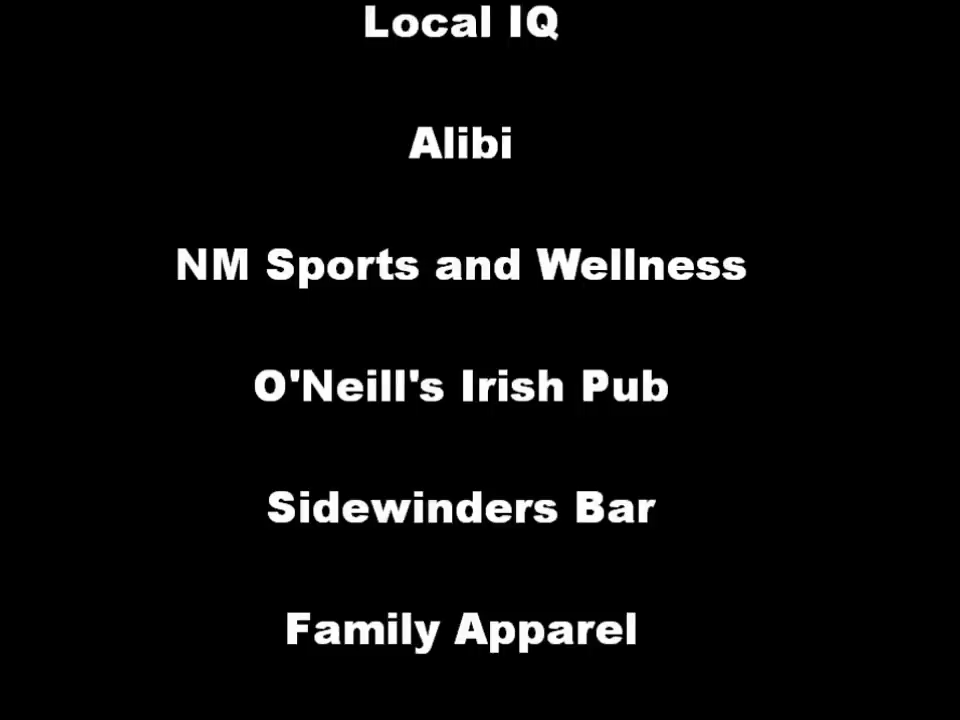 Local IQ
Alibi
NM Sports and Wellness
O'Neill's Irish Pub
Sidewinders Bar
Family Apparel